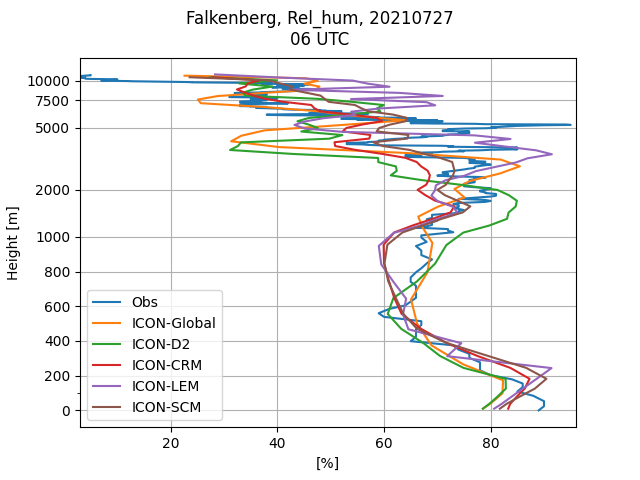 Falkenberg, Rel_hum, 20210727
06 UTC
Height [m]
10000
7500
5000
2000
1000
800
600
400
200
0
Obs
ICON-Global
ICON-D2
ICON-CRM
ICON-LEM
ICON-SCM
20
40
60
80
[%]